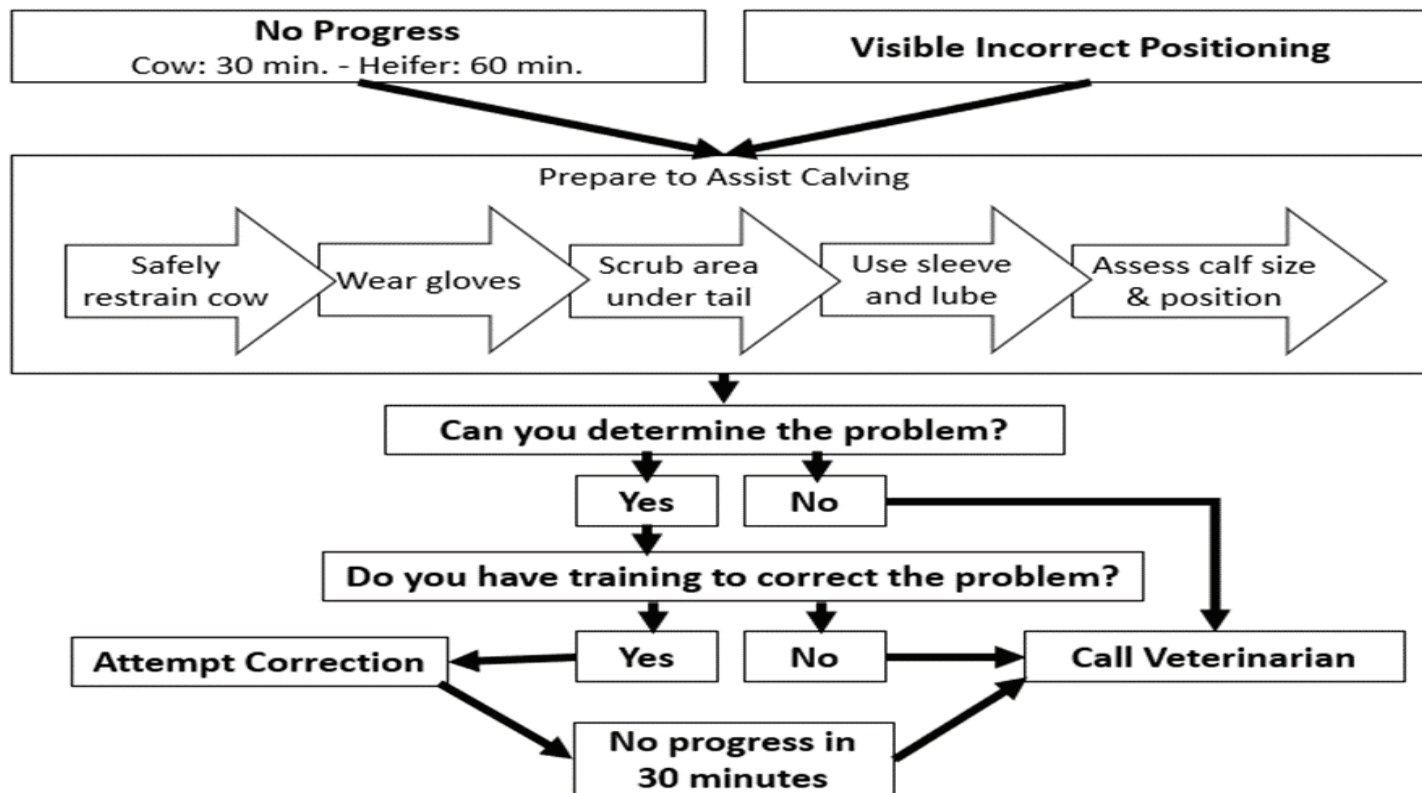 No Progress
Cow: 30 min. - Heifer: 60 min.
Visible Incorrect Positioning
Prepare to Assist Calving
Safely
restrain cow
Wear gloves
Scrub area
under tail
Use sleeve
and lube
Assess calf size
& position
Can you determine the problem?
Yes
No
Do you have training to correct the problem?
Attempt Correction
Yes
No
Call Veterinarian
No progress in
30 minutes